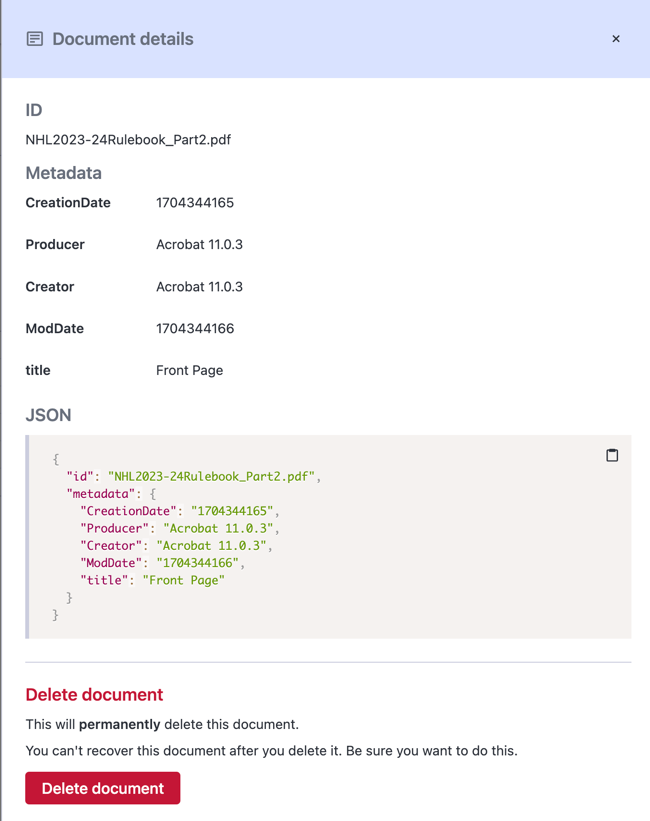 Document details
×
ID
NHL2023-24Rulebook_Part2.pdf
Metadata
CreationDate 1704344165
Producer Acrobat 11.0.3
Creator Acrobat 11.0.3
ModDate 1704344166
title Front Page
JSON
{
  "id": "NHL2023-24Rulebook_Part2.pdf",
  "metadata": {
    "CreationDate": "1704344165",
    "Producer": "Acrobat 11.0.3",
    "Creator": "Acrobat 11.0.3",
    "ModDate": "1704344166",
    "title": "Front Page"
  }
}
Delete document
This will permanently delete this document.
You can't recover this document after you delete it. Be sure you want to do this.
Delete document